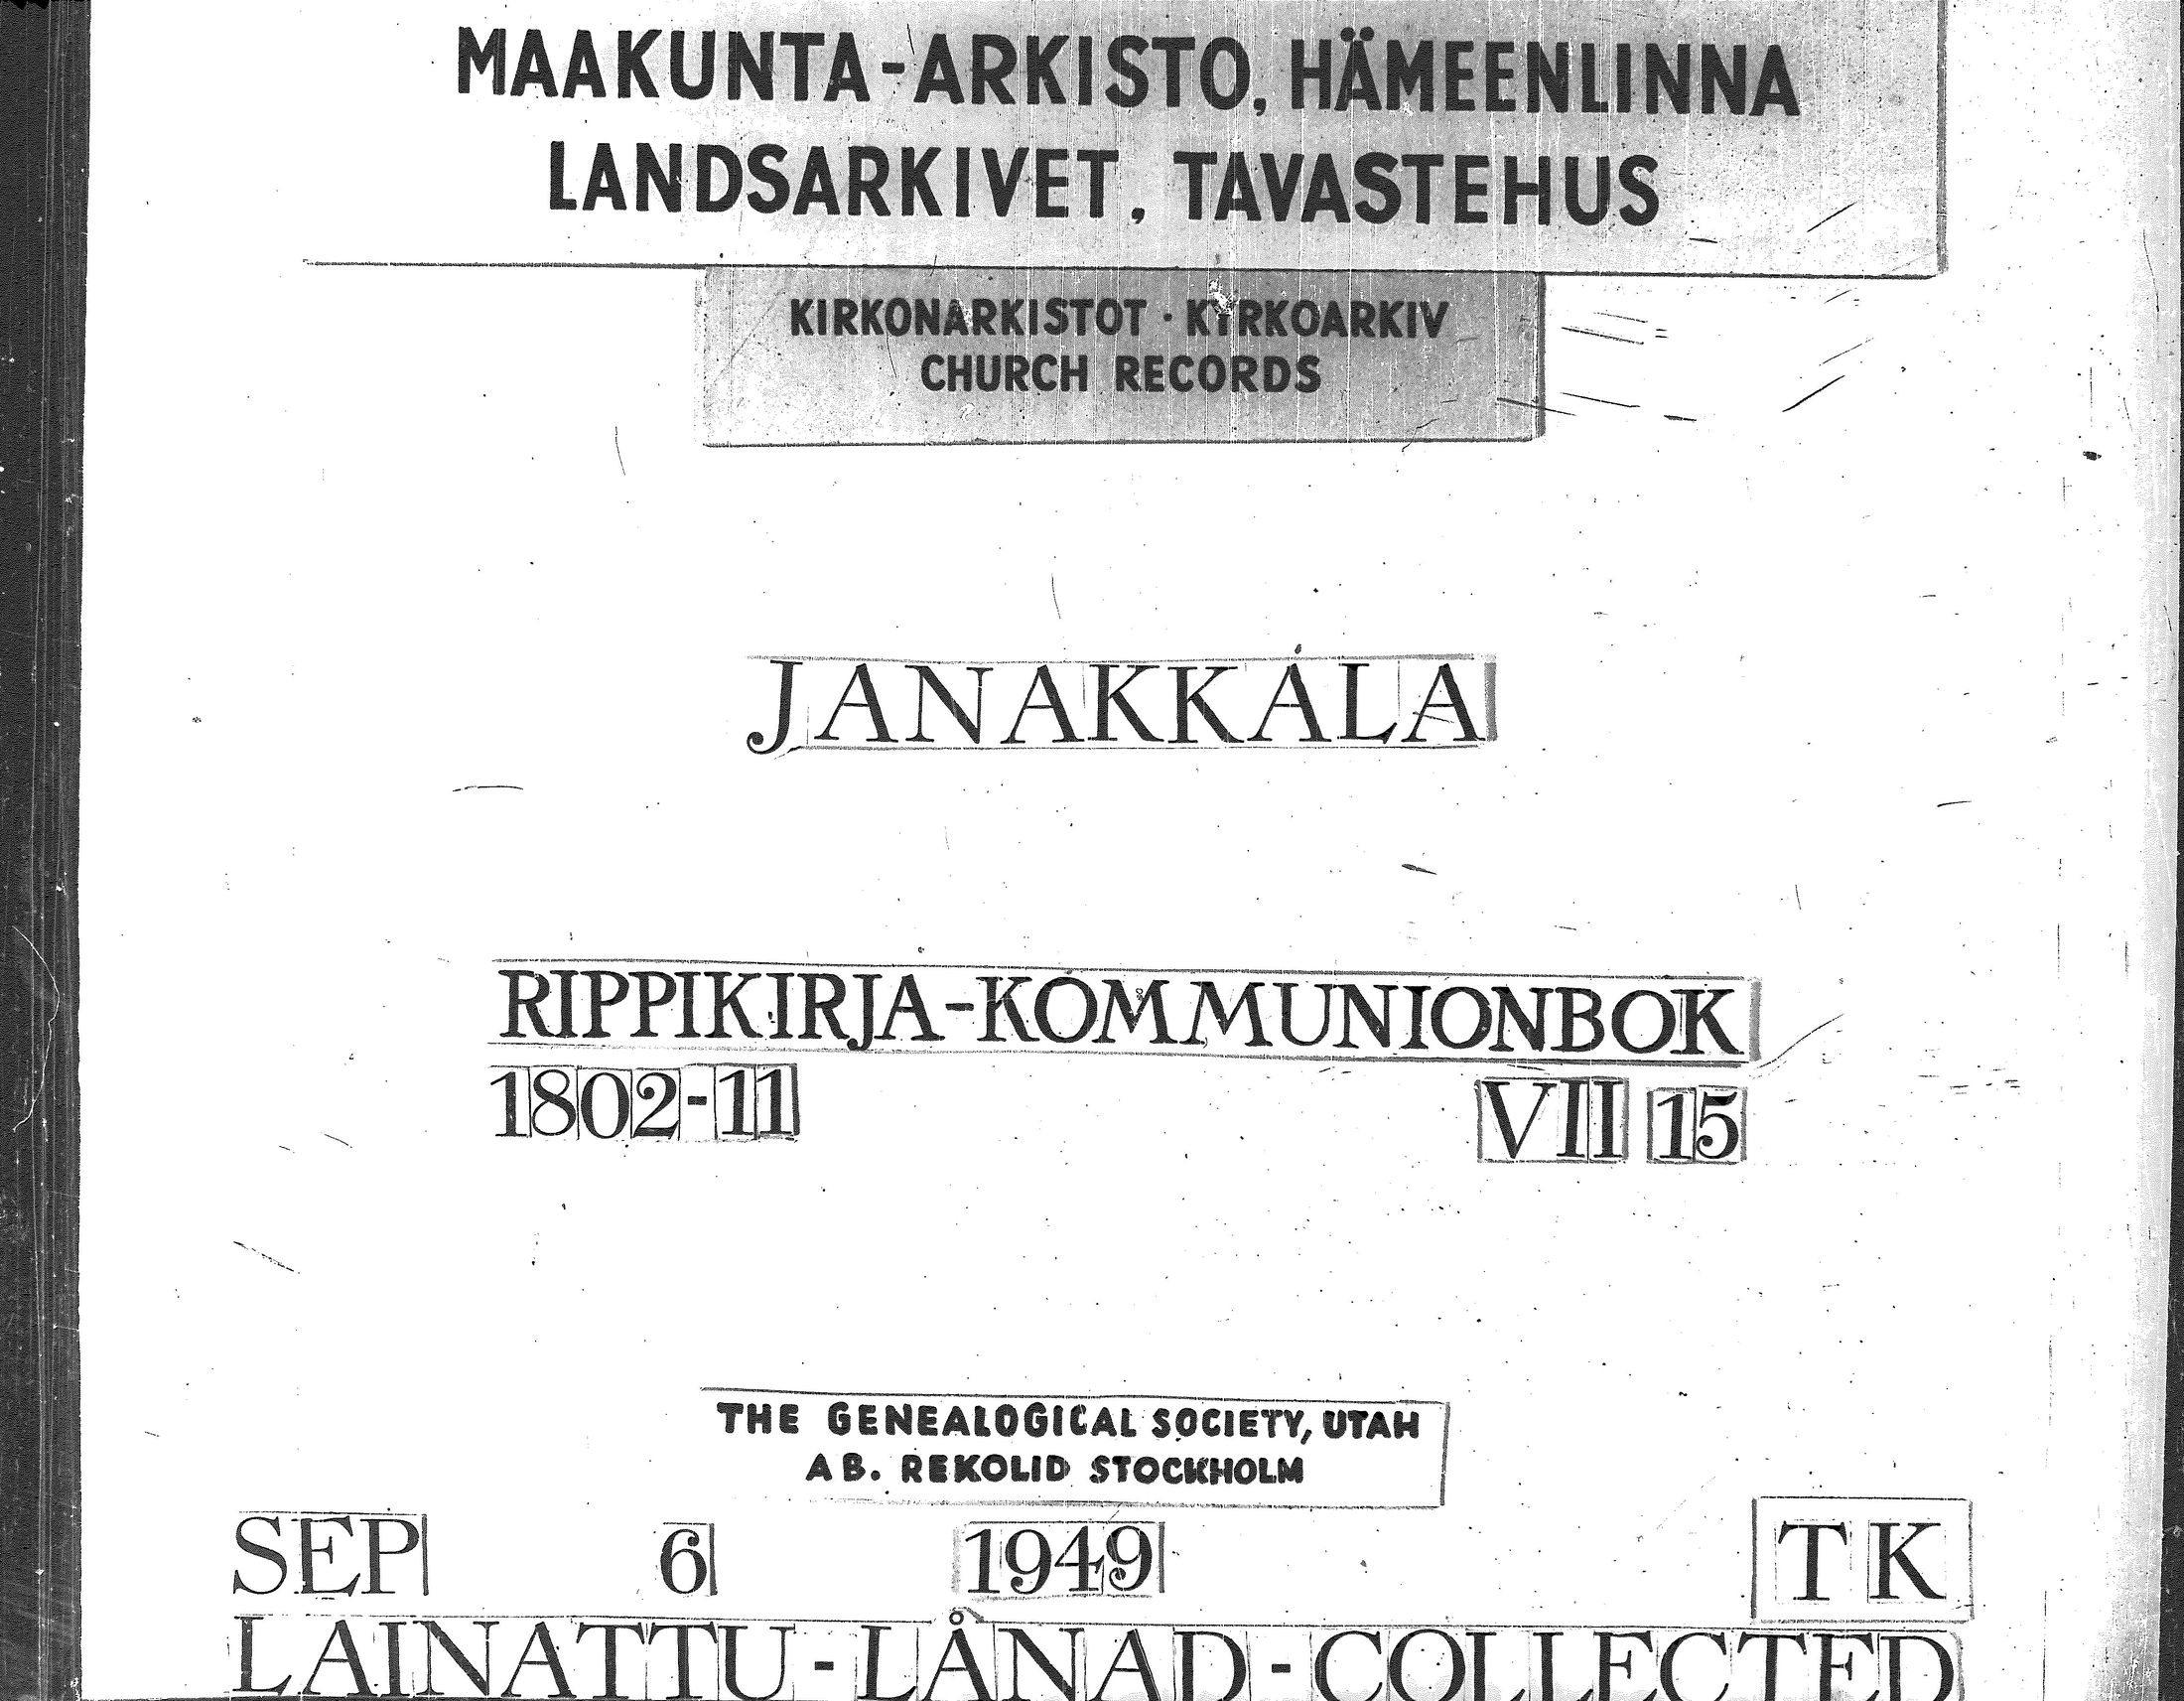 MAAKUNTA-ARKISTO, HÄMEENLINNA
LANDSARKIVET, TAVASTEHUS
KIRKONARKISTOT · KYRKOARKIV
CHURCH RECORDS
JANAKKALA
RIPPIKIRJA-KOMMUNIONBOK
1802-11 VII 15
THE GENEALOGICAL SOCIETY, UTAH
AB. REKOLID STOCKHOLM
SEP 6 1949 TK
LAINATTU-LÅNAD-COLLECTED